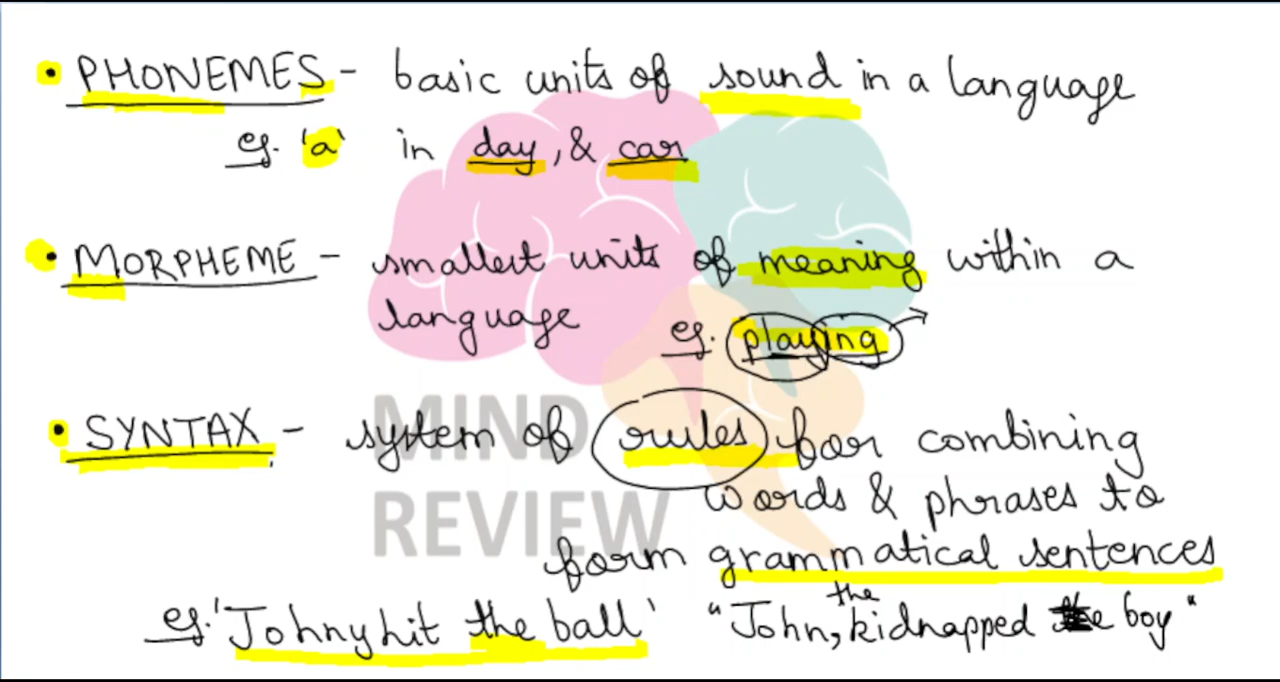 • PHONEMES - basic units of sound in a language
eg. 'a' in day, & car
• MORPHEME - smallest units of meaning within a
language eg. playing
• SYNTAX - system of rules for combining
MIND
words & phrases to
REVIEW
form grammatical sentences
the
eg. 'Johny hit the ball' "John, kidnapped boy"